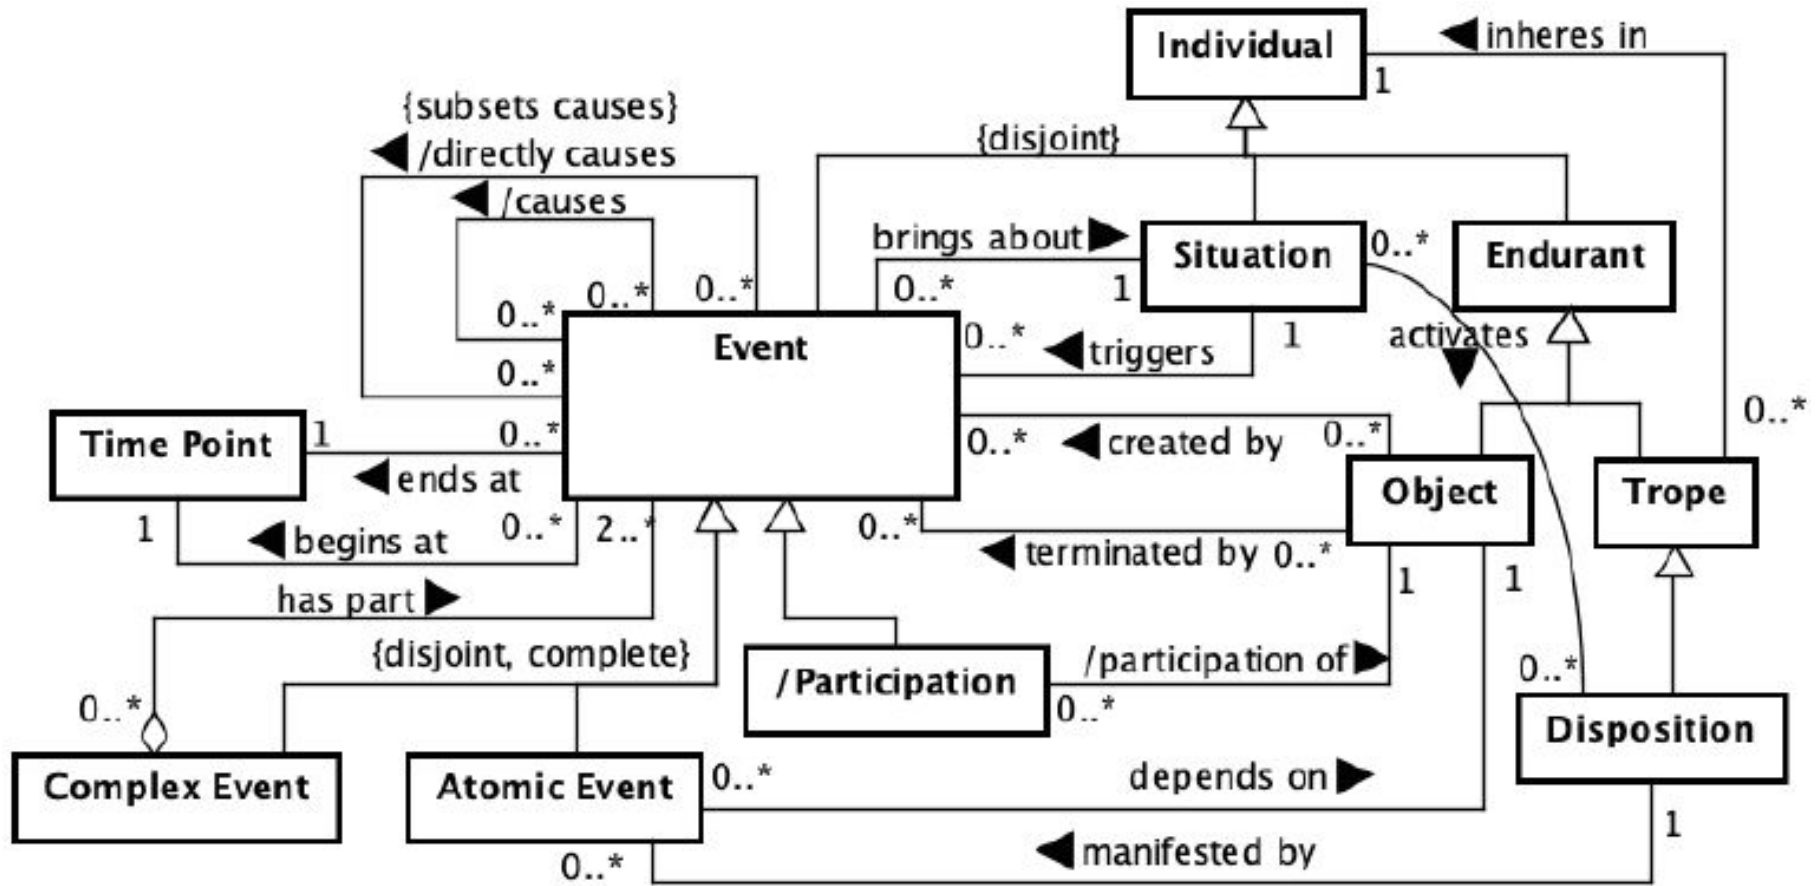 Individual
inheres in
1
{subsets causes}
/directly causes
{disjoint}
/causes
brings about
Situation
0..*
Endurant
0..*
0..*
0..*
1
0..*
0..*
Event
0..*
triggers
1
activates
0..*
Time Point
1
0..*
0..*
created by
0..*
0..*
ends at
Object
Trope
1
begins at
0..*
2..*
0..*
terminated by
0..*
has part
1
1
{disjoint, complete}
/Participation
/participation of
0..*
0..*
0..*
Disposition
Complex Event
Atomic Event
0..*
depends on
1
0..*
manifested by